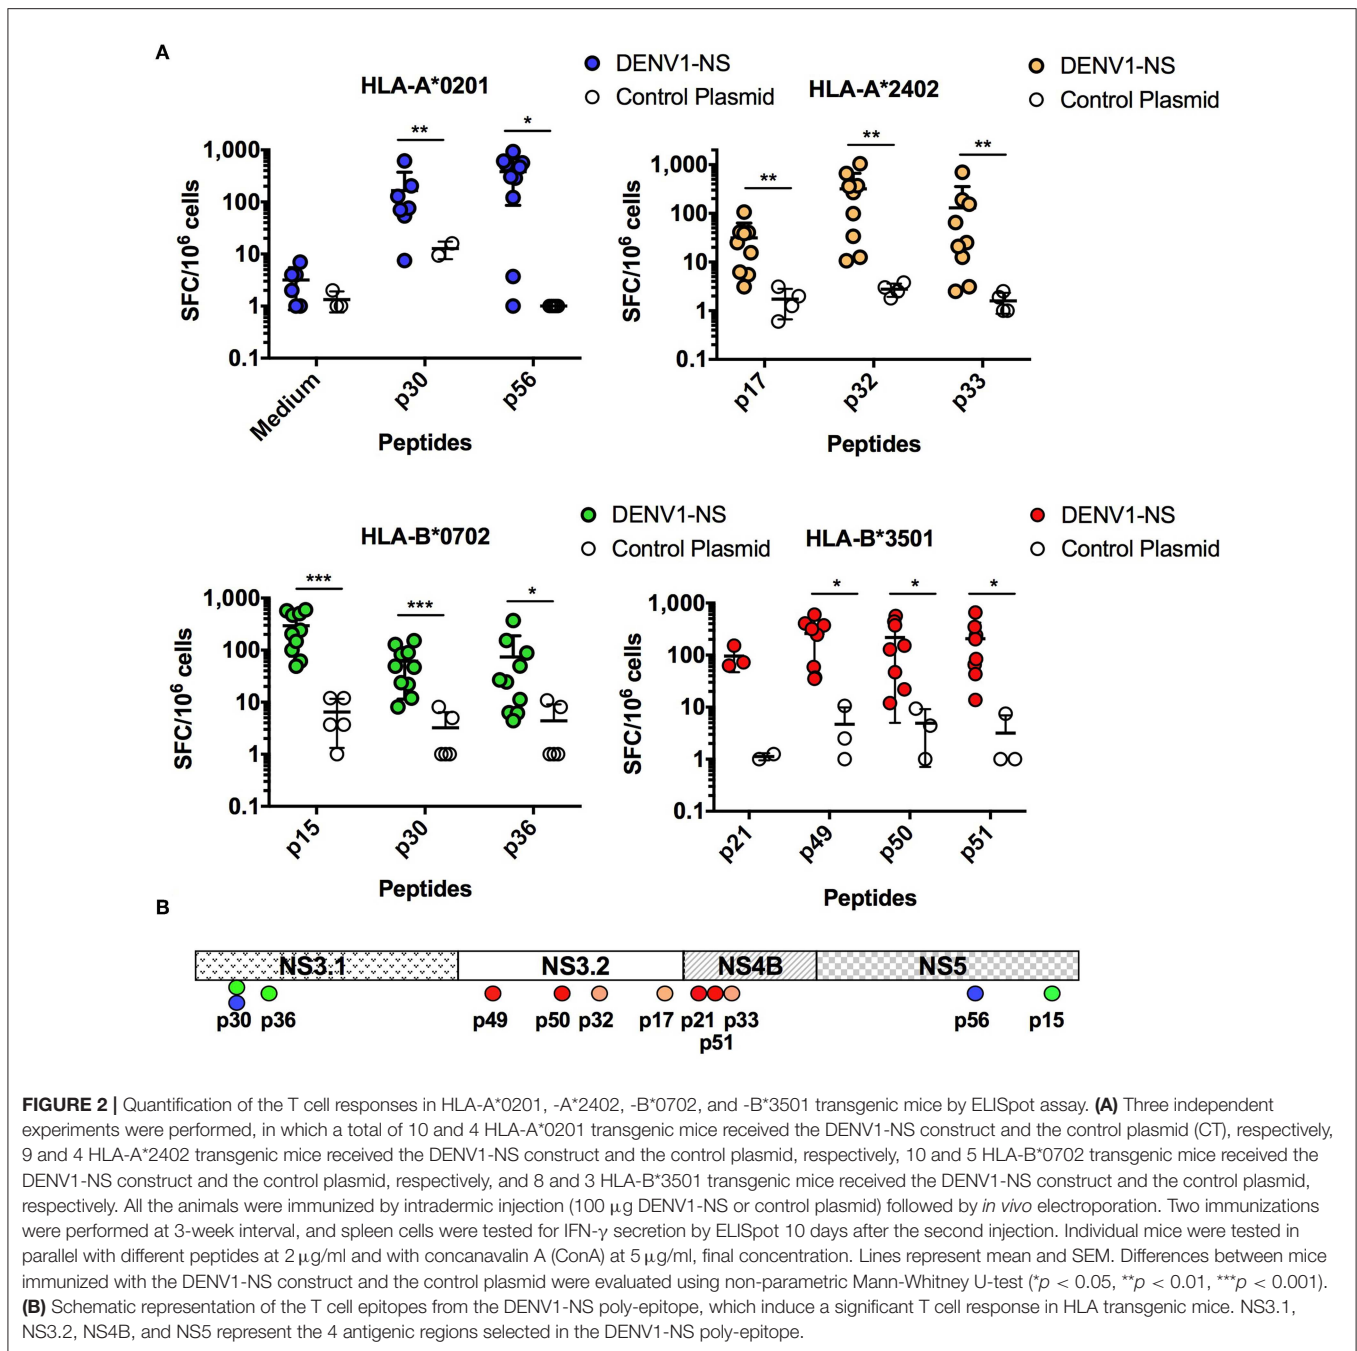 A
HLA-A*0201
DENV1-NS
Control Plasmid
** *
1,000
100
10
1
0.1
SFC/10⁶ cells
Medium p30 p56
Peptides
HLA-A*2402
DENV1-NS
Control Plasmid
** ** **
1,000
100
10
1
0.1
SFC/10⁶ cells
p17 p32 p33
Peptides
HLA-B*0702
DENV1-NS
Control Plasmid
*** *** *
1,000
100
10
1
0.1
SFC/10⁶ cells
p15 p30 p36
Peptides
HLA-B*3501
DENV1-NS
Control Plasmid
* * *
1,000
100
10
1
0.1
SFC/10⁶ cells
p21 p49 p50 p51
Peptides
B
NS3.1 NS3.2 NS4B NS5
p30 p36 p49 p50 p32 p17 p21 p33 p56 p15
p51
FIGURE 2 | Quantification of the T cell responses in HLA-A*0201, -A*2402, -B*0702, and -B*3501 transgenic mice by ELISpot assay. (A) Three independent
experiments were performed, in which a total of 10 and 4 HLA-A*0201 transgenic mice received the DENV1-NS construct and the control plasmid (CT), respectively,
9 and 4 HLA-A*2402 transgenic mice received the DENV1-NS construct and the control plasmid, respectively, 10 and 5 HLA-B*0702 transgenic mice received the
DENV1-NS construct and the control plasmid, respectively, and 8 and 3 HLA-B*3501 transgenic mice received the DENV1-NS construct and the control plasmid,
respectively. All the animals were immunized by intradermic injection (100 μg DENV1-NS or control plasmid) followed by in vivo electroporation. Two immunizations
were performed at 3-week interval, and spleen cells were tested for IFN-γ secretion by ELISpot 10 days after the second injection. Individual mice were tested in
parallel with different peptides at 2 μg/ml and with concanavalin A (ConA) at 5 μg/ml, final concentration. Lines represent mean and SEM. Differences between mice
immunized with the DENV1-NS construct and the control plasmid were evaluated using non-parametric Mann-Whitney U-test (*p < 0.05, **p < 0.01, ***p < 0.001).
(B) Schematic representation of the T cell epitopes from the DENV1-NS poly-epitope, which induce a significant T cell response in HLA transgenic mice. NS3.1,
NS3.2, NS4B, and NS5 represent the 4 antigenic regions selected in the DENV1-NS poly-epitope.